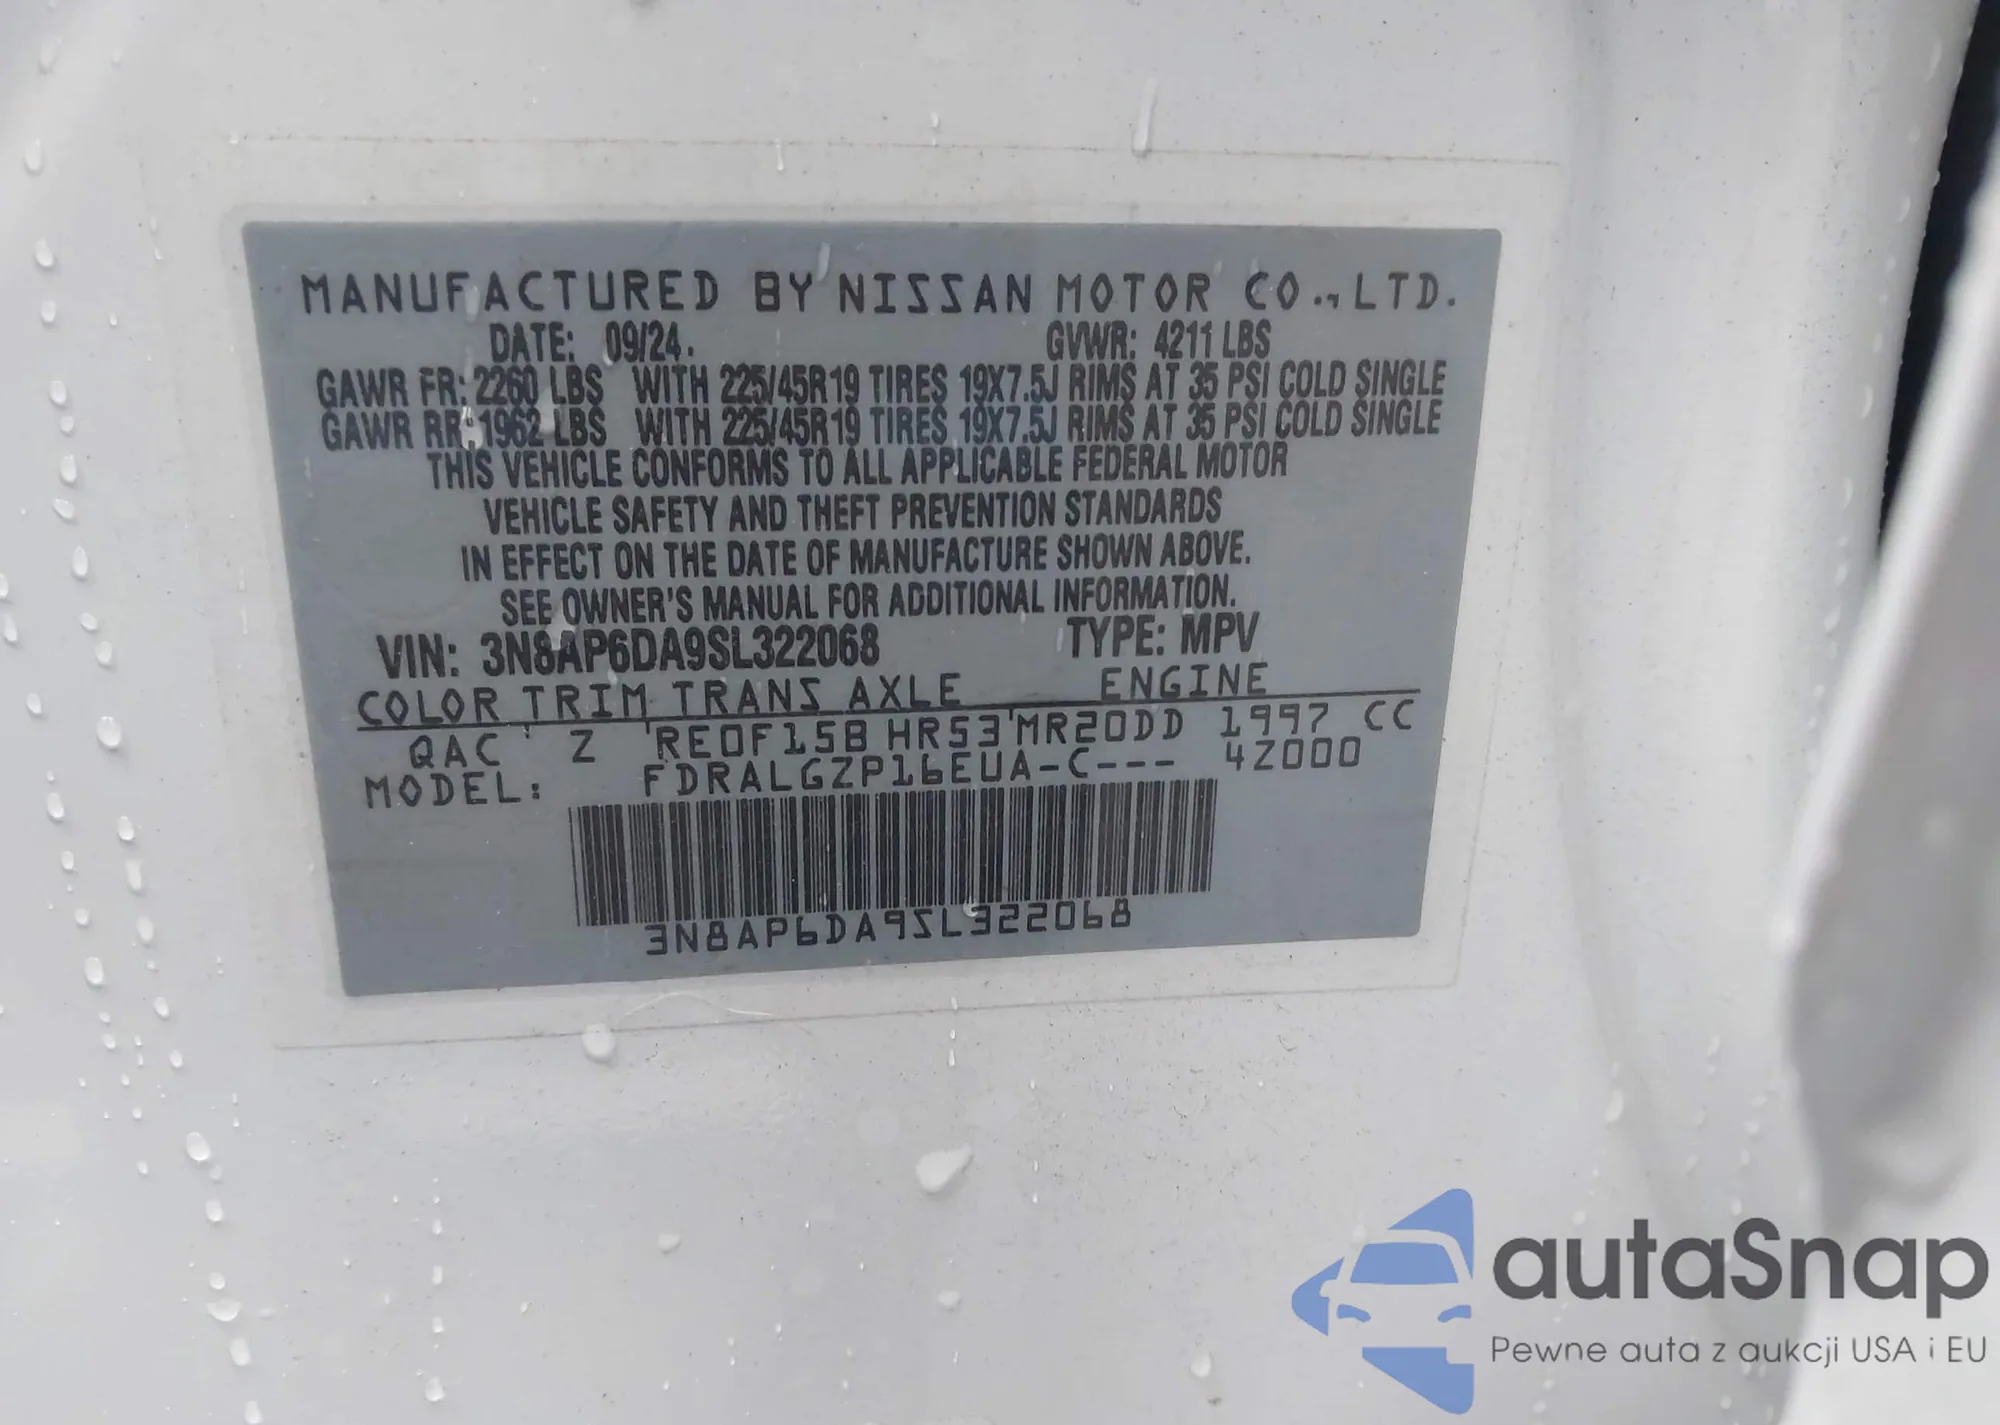 MANUFACTURED BY NISSAN MOTOR CO., LTD.
DATE: 09/24. GVWR: 4211 LBS
GAWR FR: 2260 LBS WITH 225/45R19 TIRES 19X7.5J RIMS AT 35 PSI COLD SINGLE
GAWR RR: 1962 LBS WITH 225/45R19 TIRES 19X7.5J RIMS AT 35 PSI COLD SINGLE
THIS VEHICLE CONFORMS TO ALL APPLICABLE FEDERAL MOTOR
VEHICLE SAFETY AND THEFT PREVENTION STANDARDS
IN EFFECT ON THE DATE OF MANUFACTURE SHOWN ABOVE.
SEE OWNER'S MANUAL FOR ADDITIONAL INFORMATION.
VIN: 3N8AP6DA9SL322068 TYPE: MPV
COLOR TRIM TRANS AXLE ENGINE
QAC Z RE0F15B HR53 MR20DD 1997 CC
MODEL: FDRALGZP16EUA-C--- 4Z000
3N8AP6DA9SL322068
autaSnap
Pewne auta z aukcji USA i EU